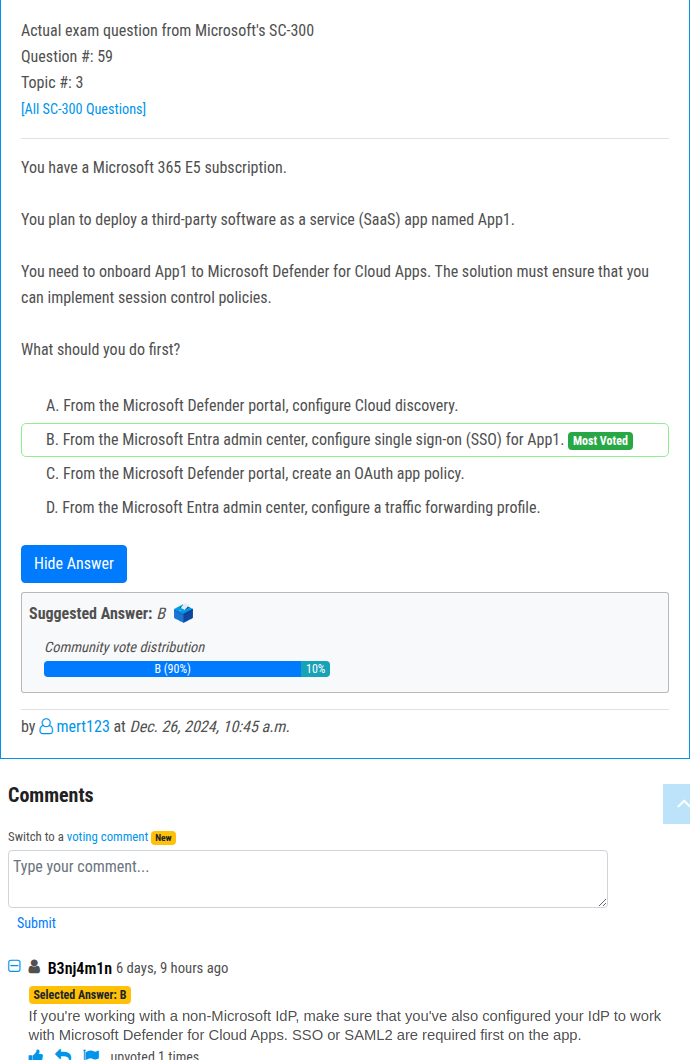 Actual exam question from Microsoft's SC-300
Question #: 59
Topic #: 3
[All SC-300 Questions]
You have a Microsoft 365 E5 subscription.
You plan to deploy a third-party software as a service (SaaS) app named App1.
You need to onboard App1 to Microsoft Defender for Cloud Apps. The solution must ensure that you
can implement session control policies.
What should you do first?
A. From the Microsoft Defender portal, configure Cloud discovery.
B. From the Microsoft Entra admin center, configure single sign-on (SSO) for App1. Most Voted
C. From the Microsoft Defender portal, create an OAuth app policy.
D. From the Microsoft Entra admin center, configure a traffic forwarding profile.
Hide Answer
Suggested Answer: B
Community vote distribution
B (90%) 10%
by mert123 at Dec. 26, 2024, 10:45 a.m.
Comments
Switch to a voting comment New
Type your comment...
Submit
B3nj4m1n 6 days, 9 hours ago
Selected Answer: B
If you're working with a non-Microsoft IdP, make sure that you've also configured your IdP to work
with Microsoft Defender for Cloud Apps. SSO or SAML2 are required first on the app.
upvoted 1 times